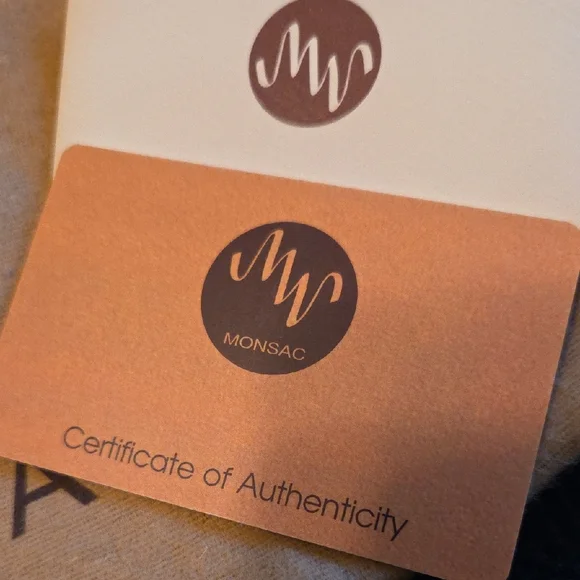 MONSAC
Certificate of Authenticity
A